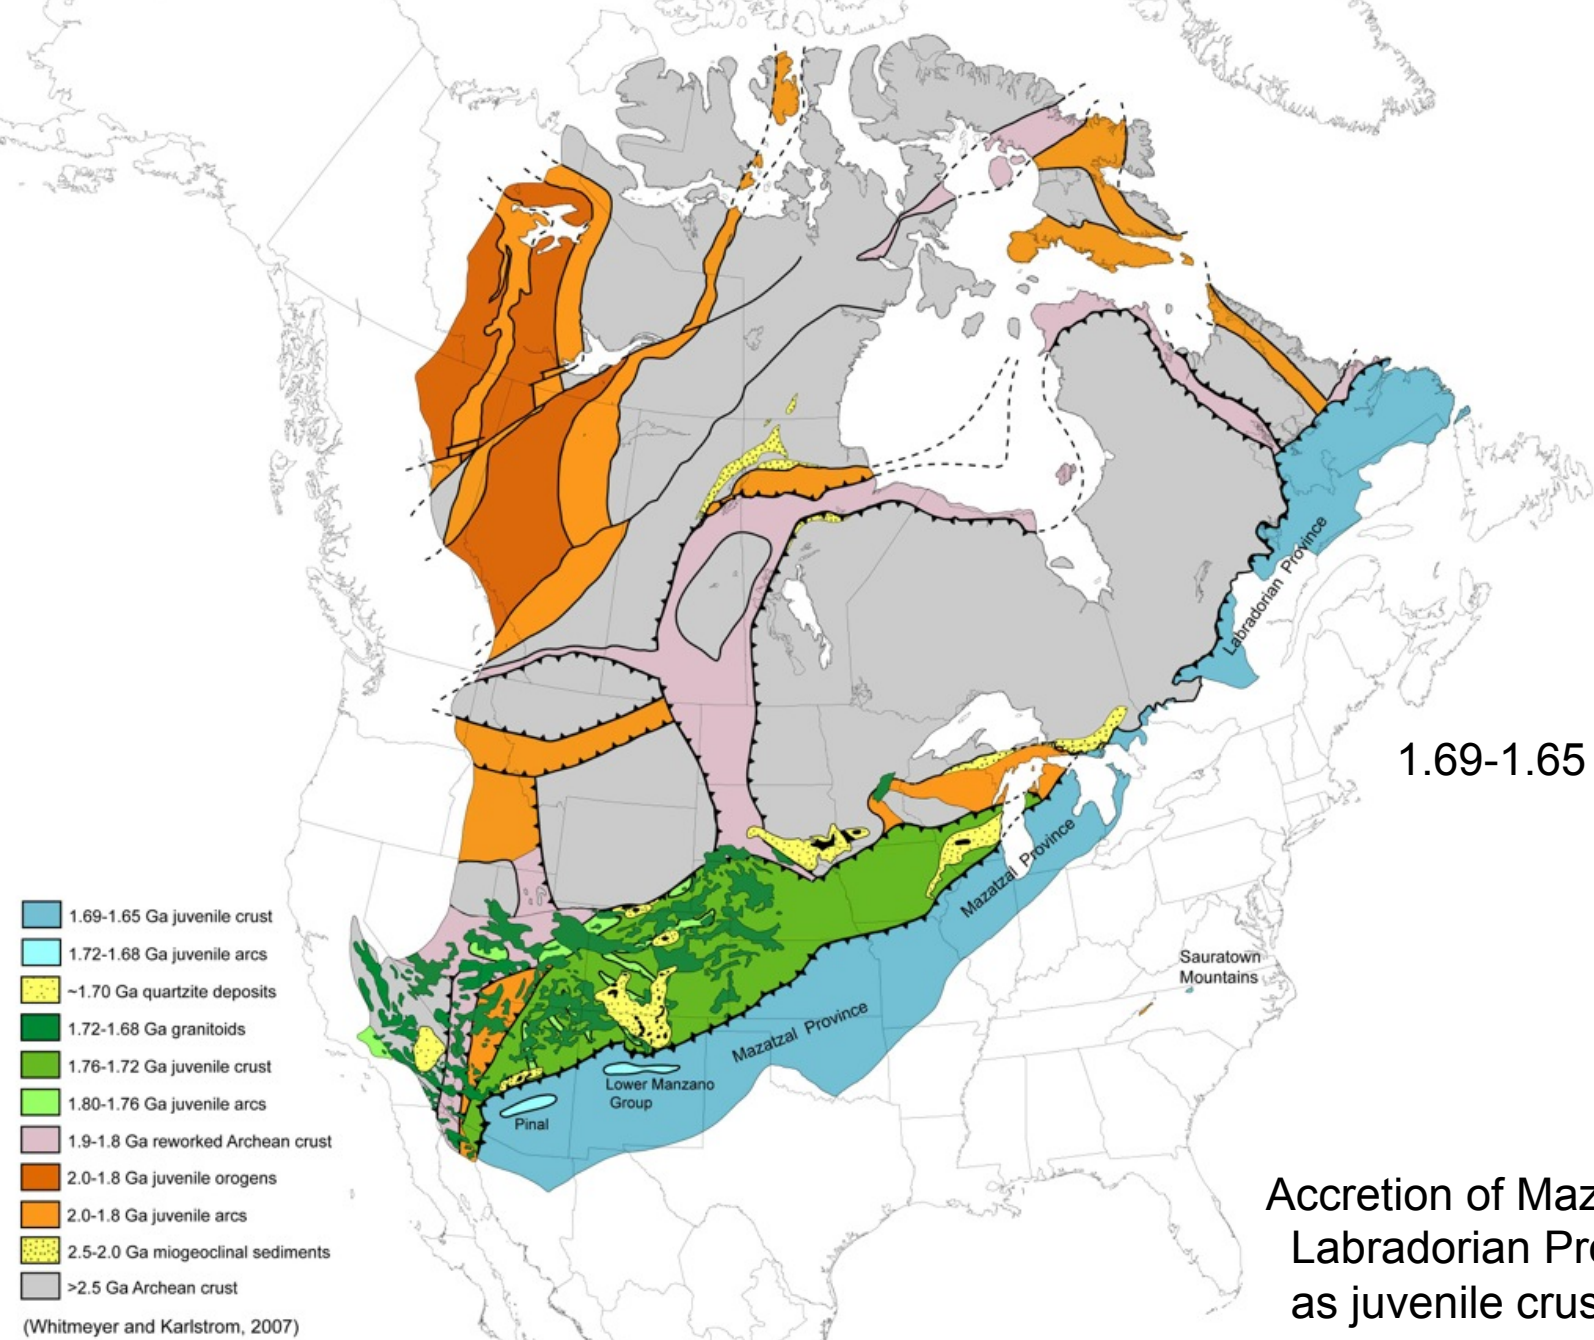 Labradorian Province
1.69-1.65
Mazatzal Province
1.69-1.65 Ga juvenile crust
1.72-1.68 Ga juvenile arcs
~1.70 Ga quartzite deposits
1.72-1.68 Ga granitoids
1.76-1.72 Ga juvenile crust
1.80-1.76 Ga juvenile arcs
1.9-1.8 Ga reworked Archean crust
2.0-1.8 Ga juvenile orogens
2.0-1.8 Ga juvenile arcs
2.5-2.0 Ga miogeoclinal sediments
>2.5 Ga Archean crust
(Whitmeyer and Karlstrom, 2007)
Sauratown
Mountains
Mazatzal Province
Lower Manzano
Group
Pinal
Accretion of Maz
Labradorian Pr
as juvenile crus